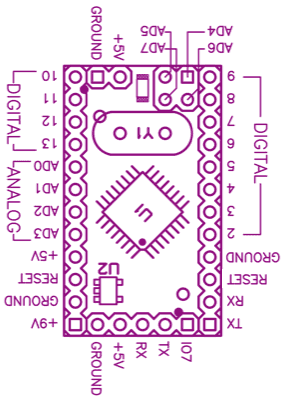 GROUND
+5V
AD5
AD7
AD4
AD6
DIGITAL
10
11
12
13
ANALOG
AD0
AD1
AD2
AD3
+5V
RESET
GROUND
+9V
Y1
U1
U2
9
8
7
6
5
4
3
2
DIGITAL
GROUND
RESET
RX
TX
GROUND
+5V
RX
TX
IO7